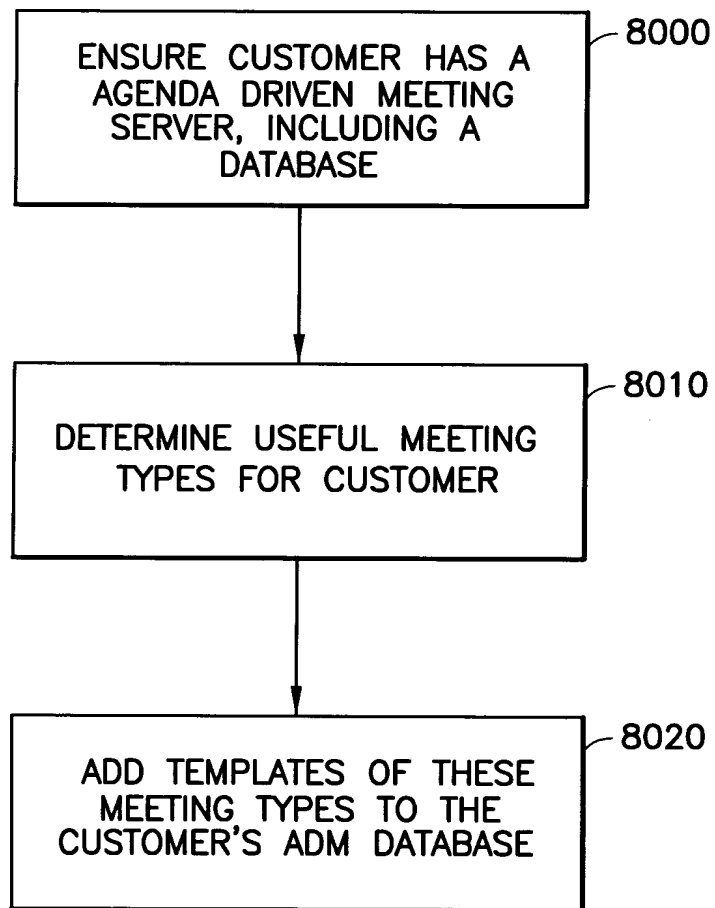 8000
ENSURE CUSTOMER HAS A
AGENDA DRIVEN MEETING
SERVER, INCLUDING A
DATABASE
8010
DETERMINE USEFUL MEETING
TYPES FOR CUSTOMER
8020
ADD TEMPLATES OF THESE
MEETING TYPES TO THE
CUSTOMER'S ADM DATABASE